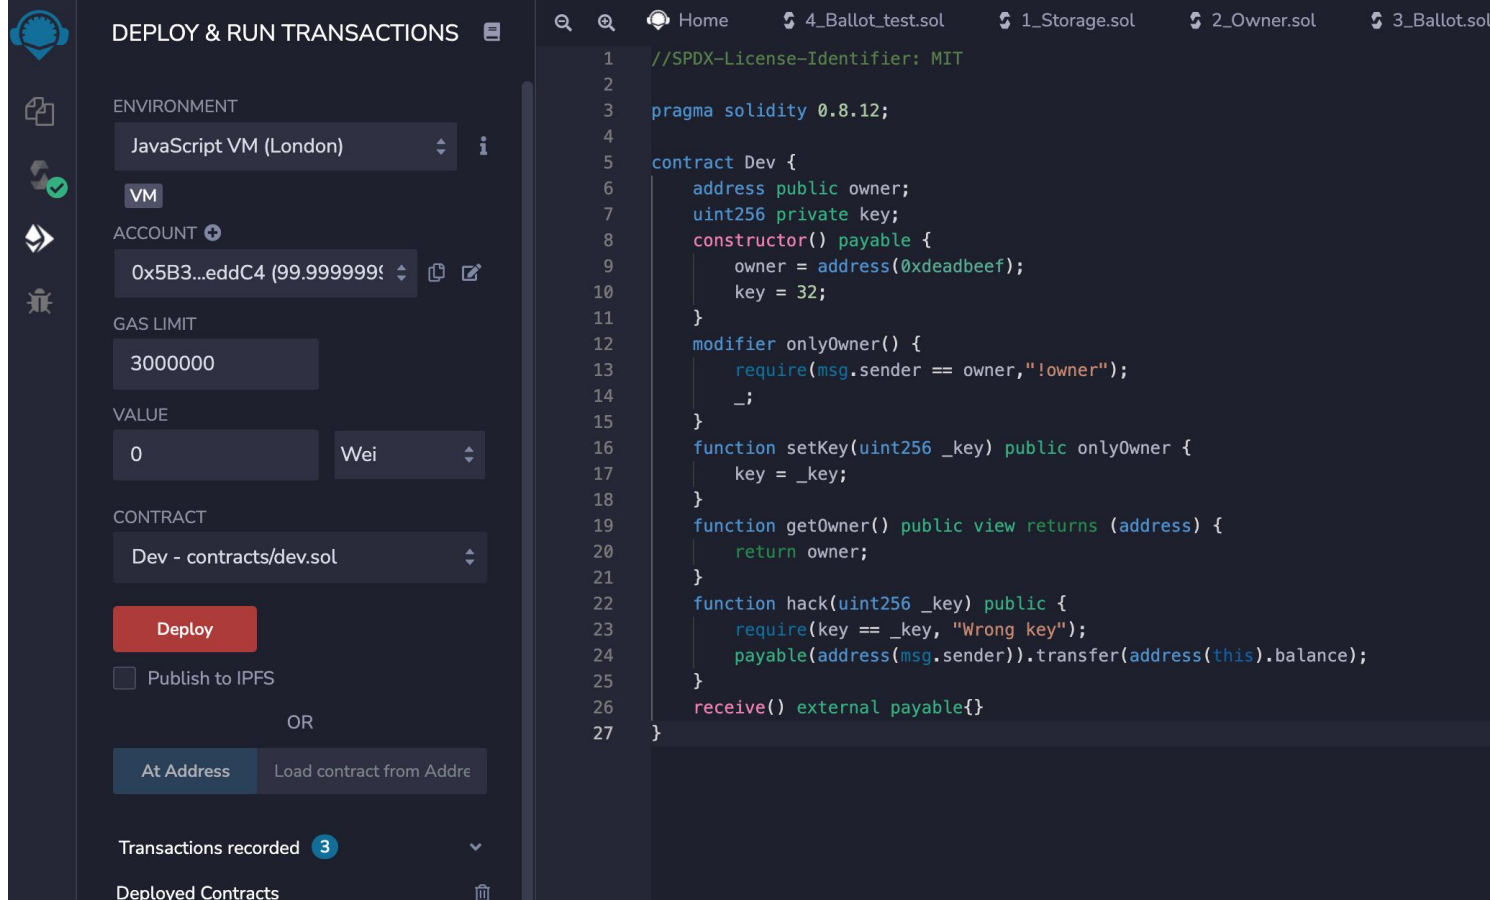 DEPLOY & RUN TRANSACTIONS
ENVIRONMENT
JavaScript VM (London)
VM
ACCOUNT
0x5B3...eddC4 (99.9999999
GAS LIMIT
3000000
VALUE
0
Wei
CONTRACT
Dev - contracts/dev.sol
Deploy
Publish to IPFS
OR
At Address
Load contract from Addre
Transactions recorded 3
Deployed Contracts
Home 4_Ballot_test.sol 1_Storage.sol 2_Owner.sol 3_Ballot.sol
1 //SPDX-License-Identifier: MIT
2
3 pragma solidity 0.8.12;
4
5 contract Dev {
6     address public owner;
7     uint256 private key;
8     constructor() payable {
9         owner = address(0xdeadbeef);
10         key = 32;
11     }
12     modifier onlyOwner() {
13         require(msg.sender == owner,"!owner");
14         _;
15     }
16     function setKey(uint256 _key) public onlyOwner {
17         key = _key;
18     }
19     function getOwner() public view returns (address) {
20         return owner;
21     }
22     function hack(uint256 _key) public {
23         require(key == _key, "Wrong key");
24         payable(address(msg.sender)).transfer(address(this).balance);
25     }
26     receive() external payable{}
27 }